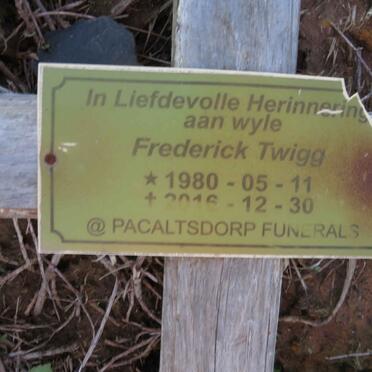 In Liefdevolle Herinnering
aan wyle
Frederick Twigg
★ 1980 - 05 - 11
✝ 2016 - 12 - 30
@ PACALTSDORP FUNERALS